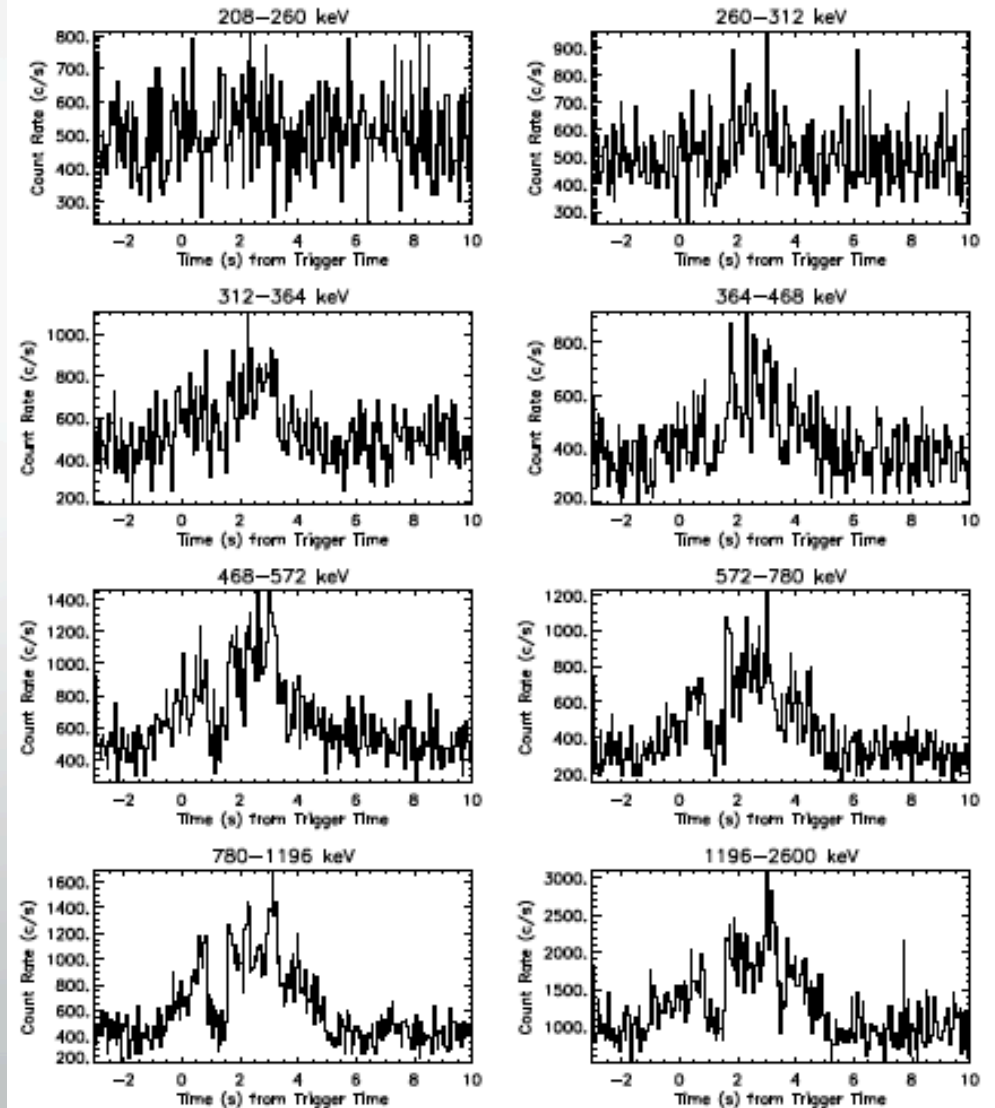 208–260 keV
260–312 keV
800.
700.
600.
500.
400.
300.
900.
800.
700.
600.
500.
400.
300.
Count Rate (c/s)
Count Rate (c/s)
−2 0 2 4 6 8 10
−2 0 2 4 6 8 10
Time (s) from Trigger Time
Time (s) from Trigger Time
312–364 keV
364–468 keV
1000.
800.
600.
400.
200.
800.
600.
400.
200.
Count Rate (c/s)
Count Rate (c/s)
−2 0 2 4 6 8 10
−2 0 2 4 6 8 10
Time (s) from Trigger Time
Time (s) from Trigger Time
468–572 keV
572–780 keV
1400.
1200.
1000.
800.
600.
400.
1200.
1000.
800.
600.
400.
200.
Count Rate (c/s)
Count Rate (c/s)
−2 0 2 4 6 8 10
−2 0 2 4 6 8 10
Time (s) from Trigger Time
Time (s) from Trigger Time
780–1196 keV
1196–2600 keV
1600.
1400.
1200.
1000.
800.
600.
400.
200.
3000.
2500.
2000.
1500.
1000.
Count Rate (c/s)
Count Rate (c/s)
−2 0 2 4 6 8 10
−2 0 2 4 6 8 10
Time (s) from Trigger Time
Time (s) from Trigger Time